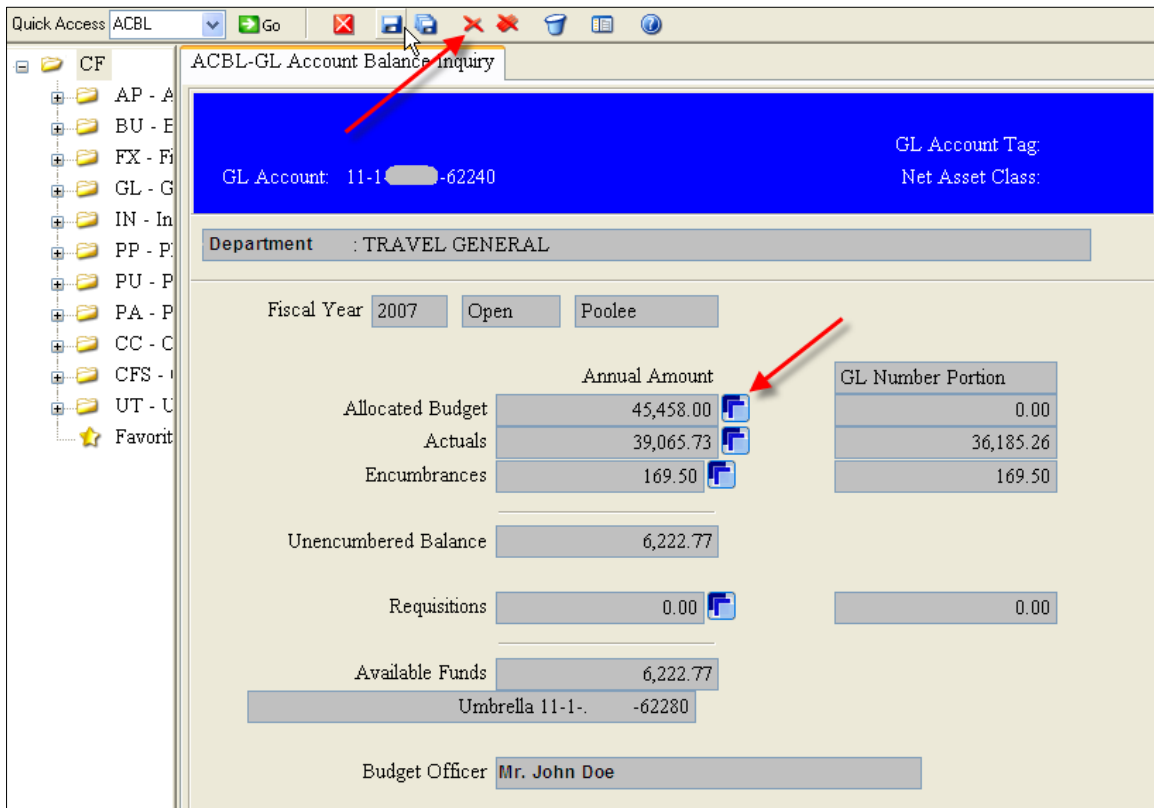 Quick Access ACBL Go
CF
AP - A
BU - E
FX - Fi
GL - G
IN - In
PP - P
PU - P
PA - P
CC - C
CFS -
UT - U
Favorit
ACBL-GL Account Balance Inquiry
GL Account Tag:
GL Account: 11-1 -62240
Net Asset Class:
Department : TRAVEL GENERAL
Fiscal Year 2007 Open Poolee
Annual Amount GL Number Portion
Allocated Budget 45,458.00 0.00
Actuals 39,065.73 36,185.26
Encumbrances 169.50 169.50
Unencumbered Balance 6,222.77
Requisitions 0.00 0.00
Available Funds 6,222.77
Umbrella 11-1-. -62280
Budget Officer Mr. John Doe